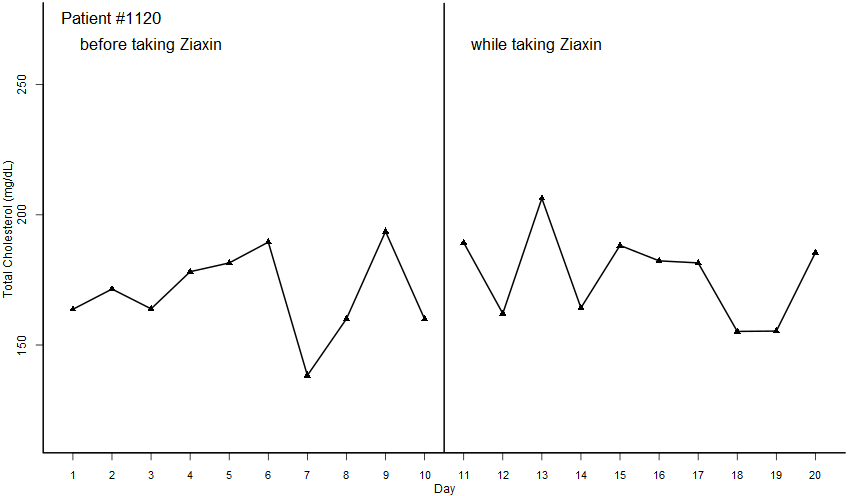 Patient #1120
before taking Ziaxin
while taking Ziaxin
Total Cholesterol (mg/dL)
250
200
150
1 2 3 4 5 6 7 8 9 10 11 12 13 14 15 16 17 18 19 20
Day